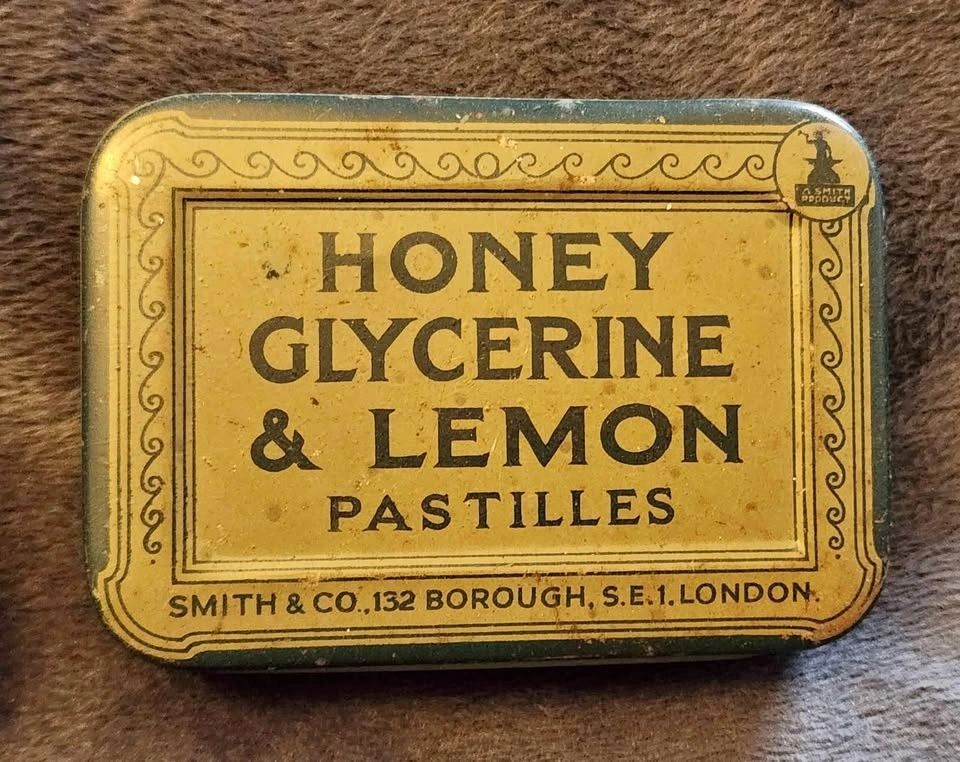 A SMITH
PRODUCT
HONEY
GLYCERINE
& LEMON
PASTILLES
SMITH & CO., 132 BOROUGH, S.E.1. LONDON.